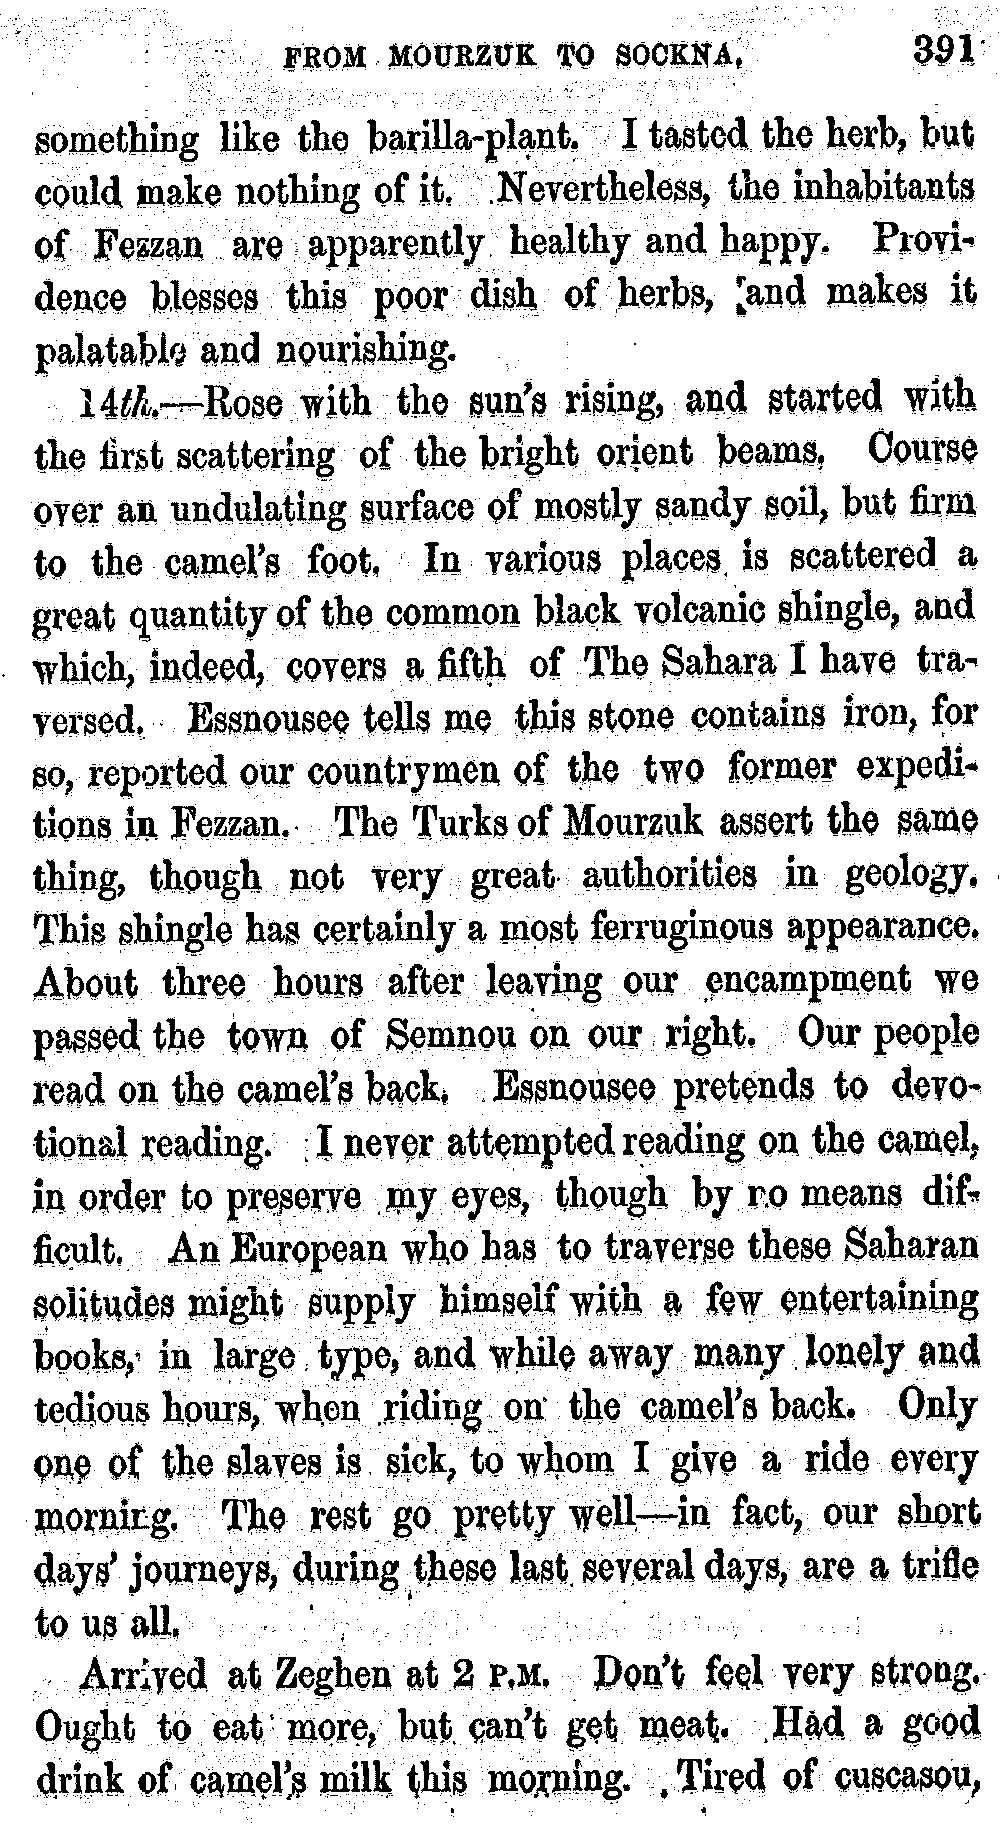 FROM MOURZUK TO SOCKNA. 391
something like the barilla-plant. I tasted the herb, but
could make nothing of it. Nevertheless, the inhabitants
of Fezzan are apparently healthy and happy. Provi-
dence blesses this poor dish of herbs, and makes it
palatable and nourishing.
14th.—Rose with the sun's rising, and started with
the first scattering of the bright orient beams. Course
over an undulating surface of mostly sandy soil, but firm
to the camel's foot. In various places is scattered a
great quantity of the common black volcanic shingle, and
which, indeed, covers a fifth of The Sahara I have tra-
versed. Essnousee tells me this stone contains iron, for
so, reported our countrymen of the two former expedi-
tions in Fezzan. The Turks of Mourzuk assert the same
thing, though not very great authorities in geology.
This shingle has certainly a most ferruginous appearance.
About three hours after leaving our encampment we
passed the town of Semnou on our right. Our people
read on the camel's back. Essnousee pretends to devo-
tional reading. I never attempted reading on the camel,
in order to preserve my eyes, though by no means dif-
ficult. An European who has to traverse these Saharan
solitudes might supply himself with a few entertaining
books, in large type, and while away many lonely and
tedious hours, when riding on the camel's back. Only
one of the slaves is sick, to whom I give a ride every
morning. The rest go pretty well—in fact, our short
days' journeys, during these last several days, are a trifle
to us all.
Arrived at Zeghen at 2 P.M. Don't feel very strong.
Ought to eat more, but can't get meat. Had a good
drink of camel's milk this morning. Tired of cuscasou,